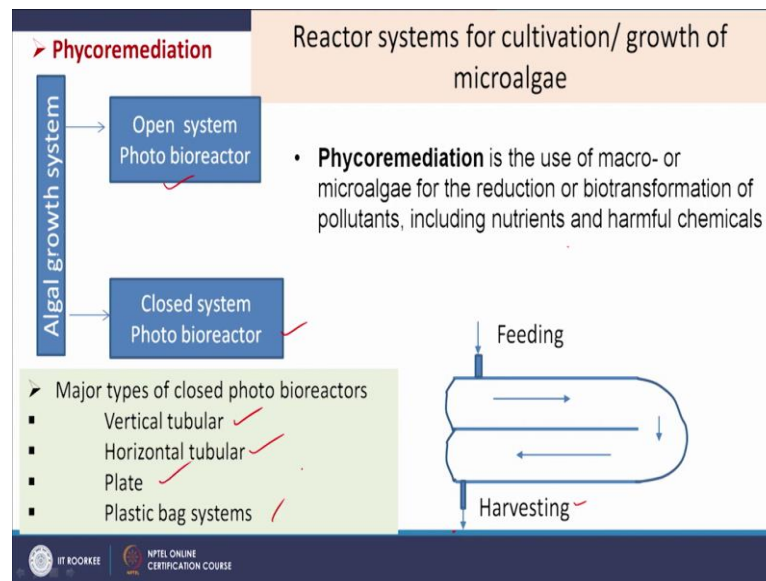 ➢ Phycoremediation
Reactor systems for cultivation/ growth of
microalgae
Algal growth system
Open system
Photo bioreactor
Closed system
Photo bioreactor
• Phycoremediation is the use of macro- or
microalgae for the reduction or biotransformation of
pollutants, including nutrients and harmful chemicals
➢ Major types of closed photo bioreactors
▪ Vertical tubular
▪ Horizontal tubular
▪ Plate
▪ Plastic bag systems
Feeding
Harvesting
IIT ROORKEE
NPTEL ONLINE
CERTIFICATION COURSE